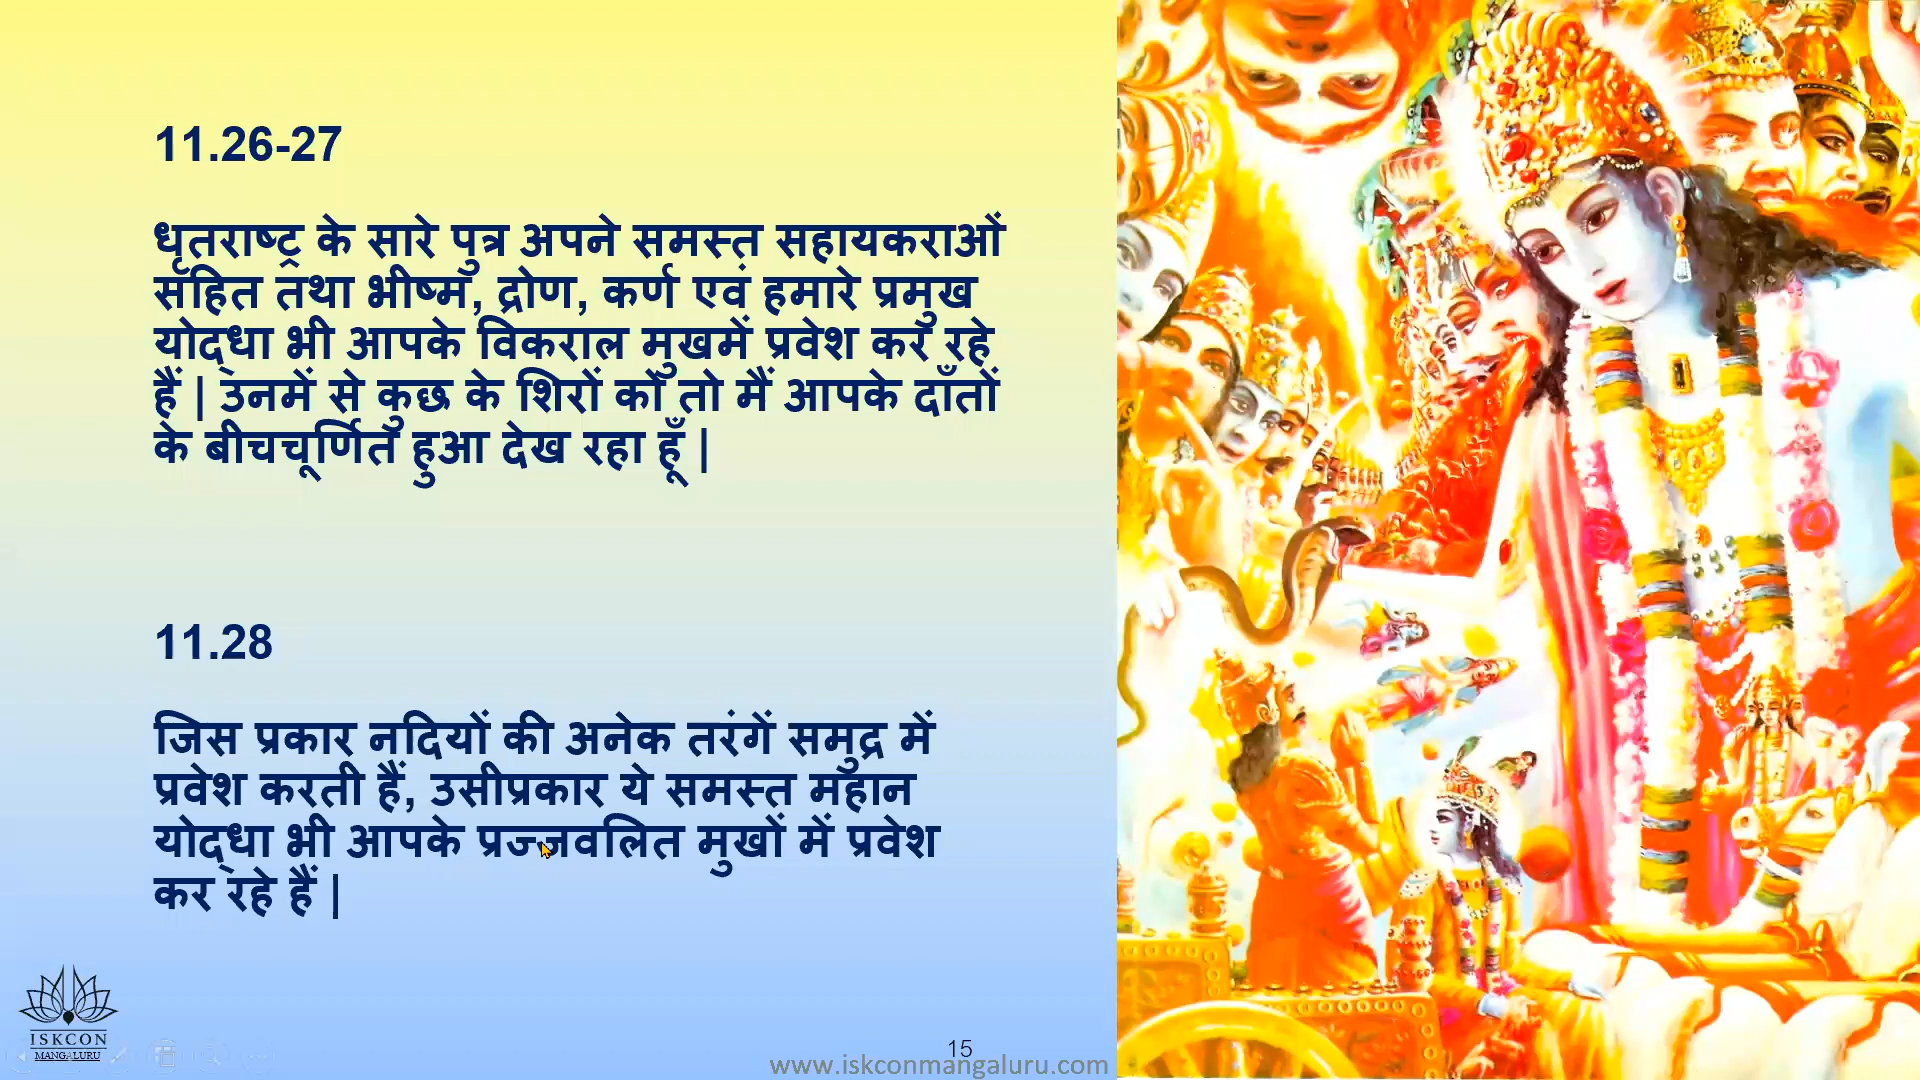 11.26-27
धृतराष्ट्र के सारे पुत्र अपने समस्त सहायकराओं
सहित तथा भीष्म, द्रोण, कर्ण एवं हमारे प्रमुख
योद्धा भी आपके विकराल मुखमें प्रवेश कर रहे
हैं | उनमें से कुछ के शिरों को तो मैं आपके दाँतों
के बीचचूर्णित हुआ देख रहा हूँ |
11.28
जिस प्रकार नदियों की अनेक तरंगें समुद्र में
प्रवेश करती हैं, उसीप्रकार ये समस्त महान
योद्धा भी आपके प्रज्ज्वलित मुखों में प्रवेश
कर रहे हैं |
ISKCON
MANGALURU
15
www.iskconmangaluru.com